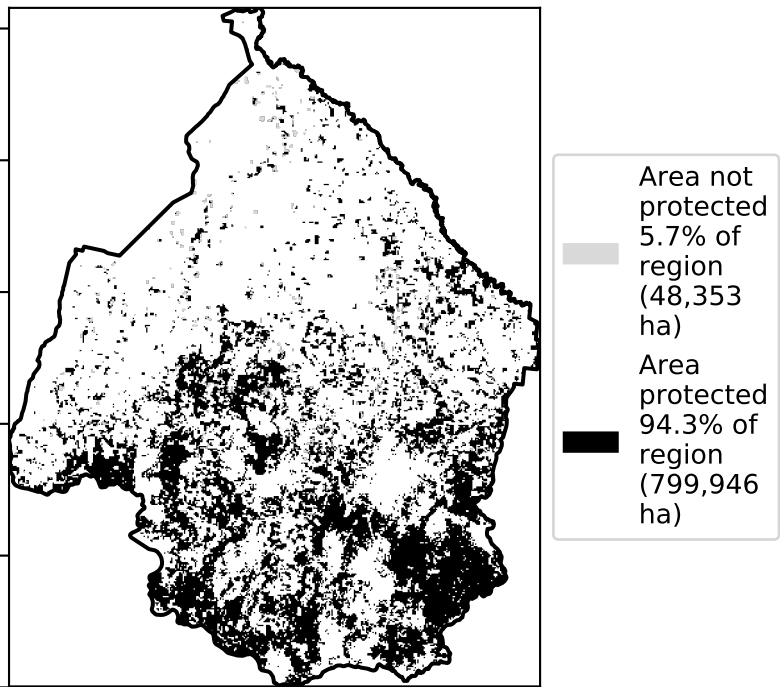 Area not
protected
5.7% of
region
(48,353
ha)
Area
protected
94.3% of
region
(799,946
ha)